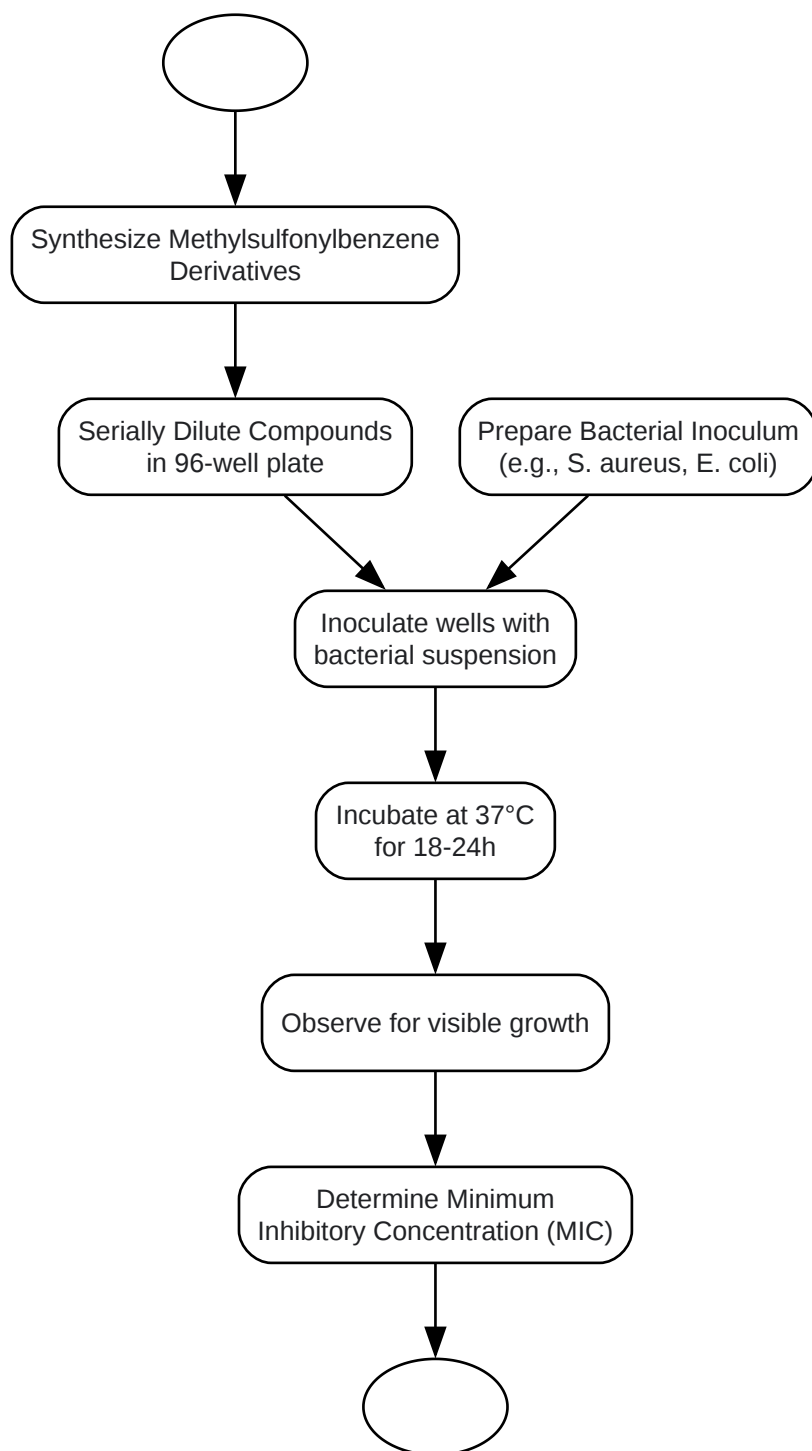 Synthesize Methylsulfonylbenzene
Derivatives
Serially Dilute Compounds
in 96-well plate
Prepare Bacterial Inoculum
(e.g., S. aureus, E. coli)
Inoculate wells with
bacterial suspension
Incubate at 37°C
for 18-24h
Observe for visible growth
Determine Minimum
Inhibitory Concentration (MIC)